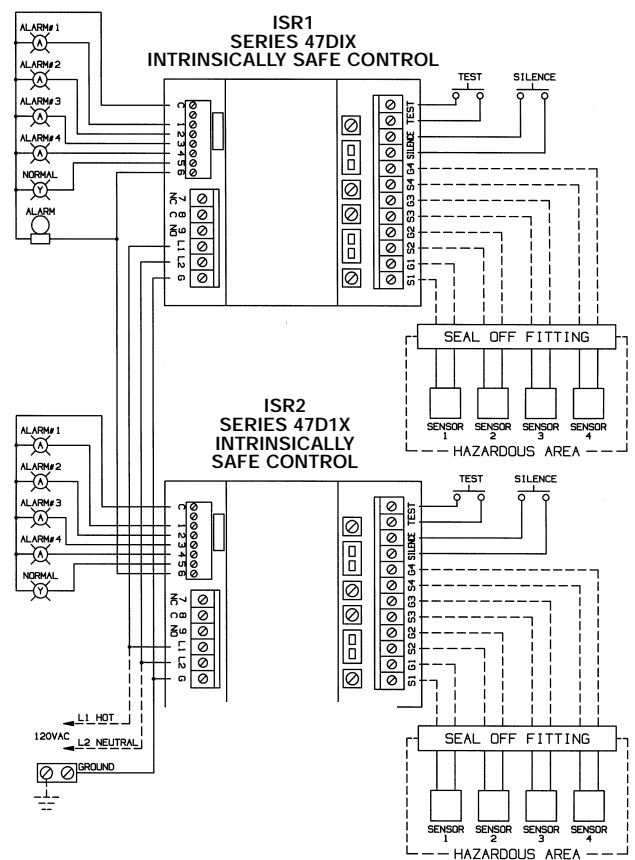 ISR1
SERIES 47DIX
INTRINSICALLY SAFE CONTROL
ALARM#1
A
ALARM#2
A
ALARM#3
A
ALARM#4
A
NORMAL
Y
ALARM
C
1
2
3
4
5
6
NC 7
C 8
NO 9
L1
L2
G
TEST
SILENCE
TEST
SILENCE
G4
S4
G3
S3
G2
S2
G1
S1
SEAL OFF FITTING
SENSOR 1
SENSOR 2
SENSOR 3
SENSOR 4
HAZARDOUS AREA
ISR2
SERIES 47D1X
INTRINSICALLY
SAFE CONTROL
ALARM#1
A
ALARM#2
A
ALARM#3
A
ALARM#4
A
NORMAL
Y
C
1
2
3
4
5
6
NC 7
C 8
NO 9
L1
L2
G
TEST
SILENCE
TEST
SILENCE
G4
S4
G3
S3
G2
S2
G1
S1
L1 HOT
120VAC
L2 NEUTRAL
GROUND
SEAL OFF FITTING
SENSOR 1
SENSOR 2
SENSOR 3
SENSOR 4
HAZARDOUS AREA